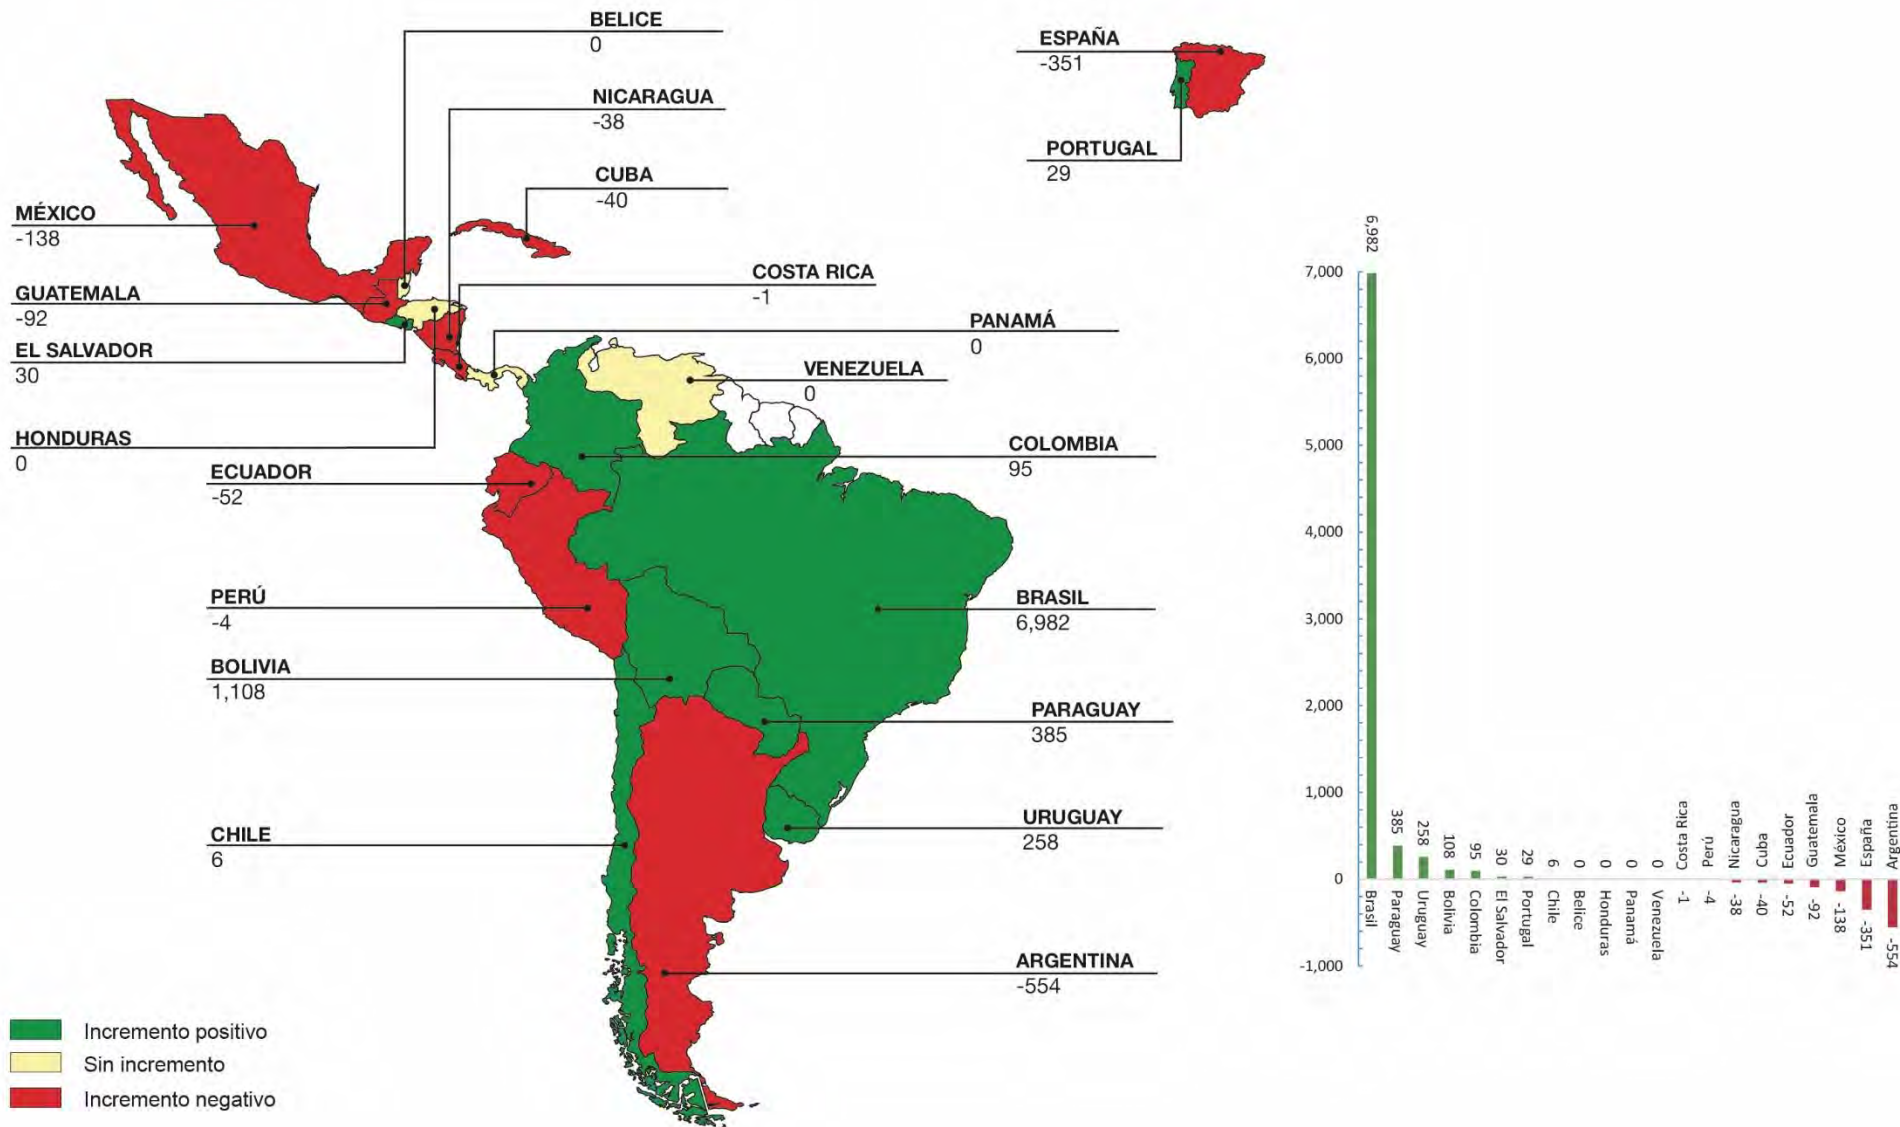 BELICE
0
NICARAGUA
-38
CUBA
-40
MÉXICO
-138
COSTA RICA
-1
GUATEMALA
-92
PANAMÁ
0
EL SALVADOR
30
VENEZUELA
0
HONDURAS
0
COLOMBIA
95
ECUADOR
-52
PERÚ
-4
BRASIL
6,982
BOLIVIA
1,108
PARAGUAY
385
CHILE
6
URUGUAY
258
ARGENTINA
-554
ESPAÑA
-351
PORTUGAL
29
Incremento positivo
Sin incremento
Incremento negativo
7,000
6,000
5,000
4,000
3,000
2,000
1,000
0
-1,000
6,982
Brasil
385
Paraguay
258
Uruguay
108
Bolivia
95
Colombia
30
El Salvador
29
Portugal
6
Chile
0
Belice
0
Honduras
0
Panamá
0
Venezuela
Costa Rica
-1
Perú
-4
Nicaragua
-38
Cuba
-40
Ecuador
-52
Guatemala
-92
México
-138
España
-351
Argentina
-554